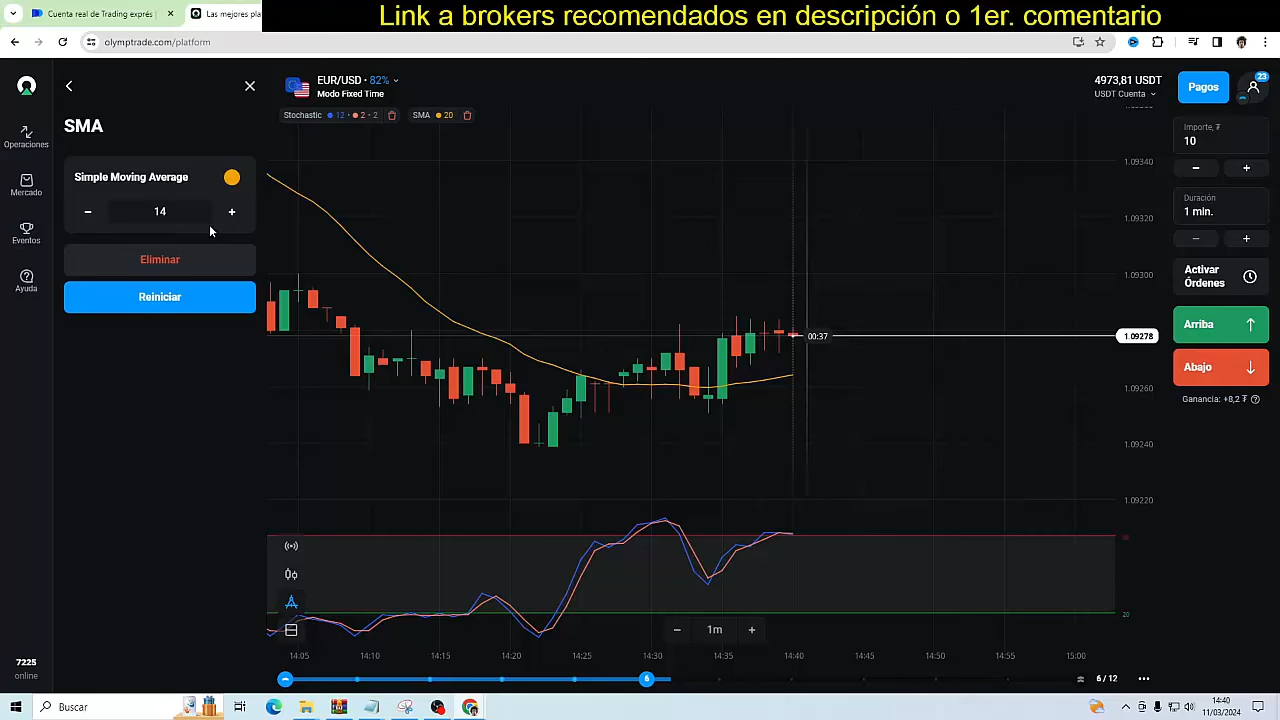 Link a brokers recomendados en descripción o 1er. comentario
Cuenta real de Trading exprés
Las mejores pla
olymptrade.com/platform
SMA
Simple Moving Average
14
Eliminar
Reiniciar
Operaciones
Mercado
Eventos
Ayuda
7225
online
EUR/USD • 82%
Modo Fixed Time
Stochastic 12 • 2 • 2
SMA 20
4973,81 USDT
USDT Cuenta
Pagos
23
Importe, ₮
10
Duración
1 min.
Activar
Órdenes
Arriba
Abajo
Ganancia: +8,2 ₮
1.09340
1.09320
1.09300
1.09278
1.09260
1.09240
1.09220
00:37
20
1m
14:05 14:10 14:15 14:20 14:25 14:30 14:35 14:40 14:45 14:50 14:55 15:00
6
6 / 12
Buscar
14:40
11/03/2024